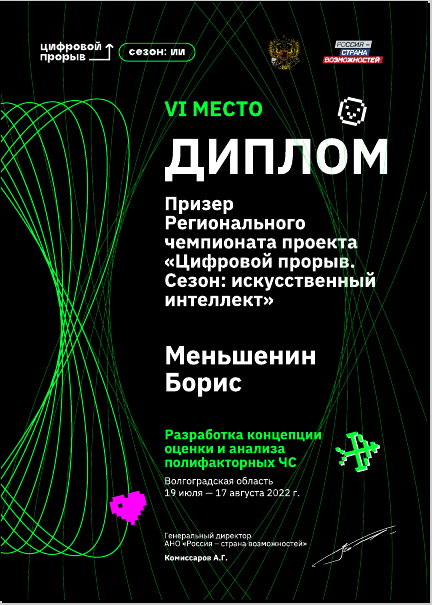 цифровой
прорыв
сезон: ии
РОССИЯ –
СТРАНА
ВОЗМОЖНОСТЕЙ
VI МЕСТО
ДИПЛОМ
Призер
Регионального
чемпионата проекта
«Цифровой прорыв.
Сезон: искусственный
интеллект»
Меньшенин
Борис
Разработка концепции
оценки и анализа
полифакторных ЧС
Волгоградская область
19 июля — 17 августа 2022 г.
Генеральный директор
АНО «Россия – страна возможностей»
Комиссаров А.Г.